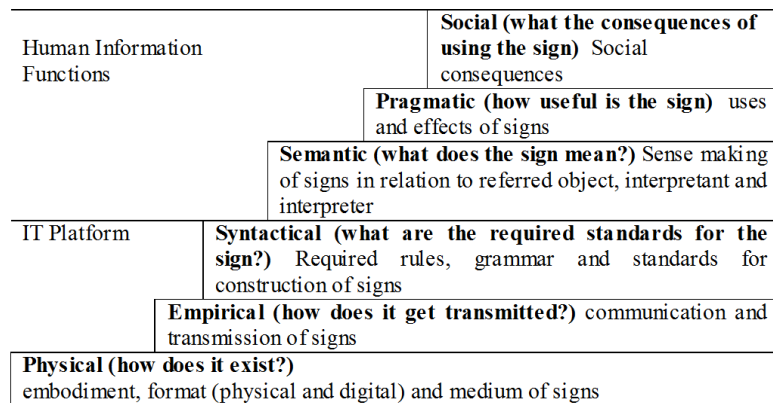 Human Information
Functions
Social (what the consequences of
using the sign) Social
consequences
Pragmatic (how useful is the sign) uses
and effects of signs
Semantic (what does the sign mean?) Sense making
of signs in relation to referred object, interpretant and
interpreter
IT Platform
Syntactical (what are the required standards for the
sign?) Required rules, grammar and standards for
construction of signs
Empirical (how does it get transmitted?) communication and
transmission of signs
Physical (how does it exist?)
embodiment, format (physical and digital) and medium of signs